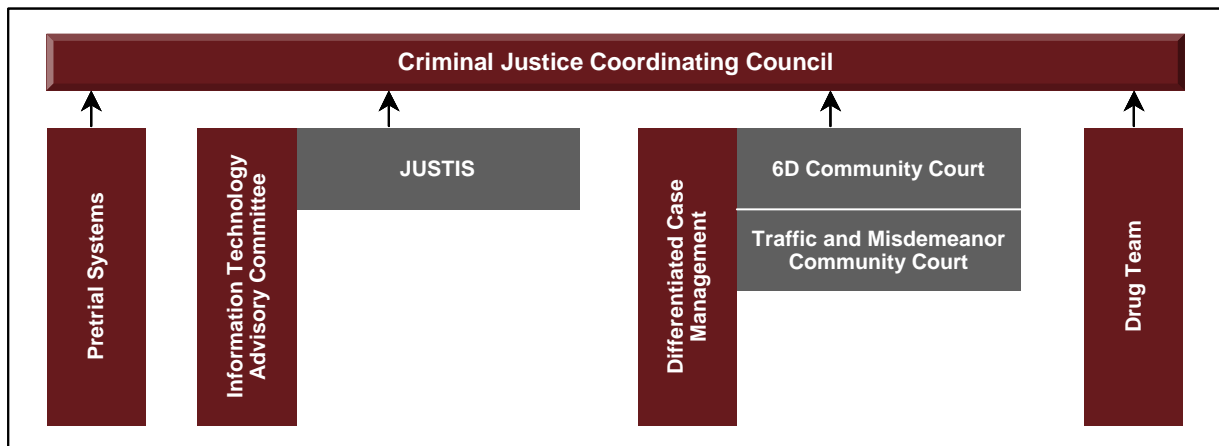 Criminal Justice Coordinating Council
Pretrial Systems
Information Technology
Advisory Committee
JUSTIS
Differentiated Case
Management
6D Community Court
Traffic and Misdemeanor
Community Court
Drug Team